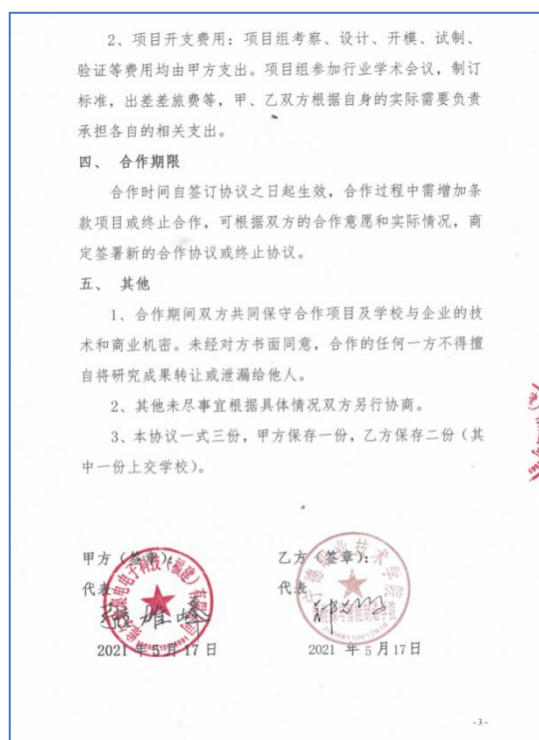 2、项目开支费用：项目组考察、设计、开模、试制、
验证等费用均由甲方支出。项目组参加行业学术会议，制订
标准，出差差旅费等，甲、乙双方根据自身的实际需要负责
承担各自的相关支出。
四、 合作期限
合作时间自签订协议之日起生效，合作过程中需增加条
款项目或终止合作，可根据双方的合作意愿和实际情况，商
定签署新的合作协议或终止协议。
五、 其他
1、合作期间双方共同保守合作项目及学校与企业的技
术和商业机密。未经对方书面同意，合作的任何一方不得擅
自将研究成果转让或泄漏给他人。
2、其他未尽事宜根据具体情况双方另行协商。
3、本协议一式三份，甲方保存一份，乙方保存二份（其
中一份上交学校）。
甲方（签章）： 乙方（签章）：
代表 代表
2021 年 5 月 17 日 2021 年 5 月 17 日
-3-